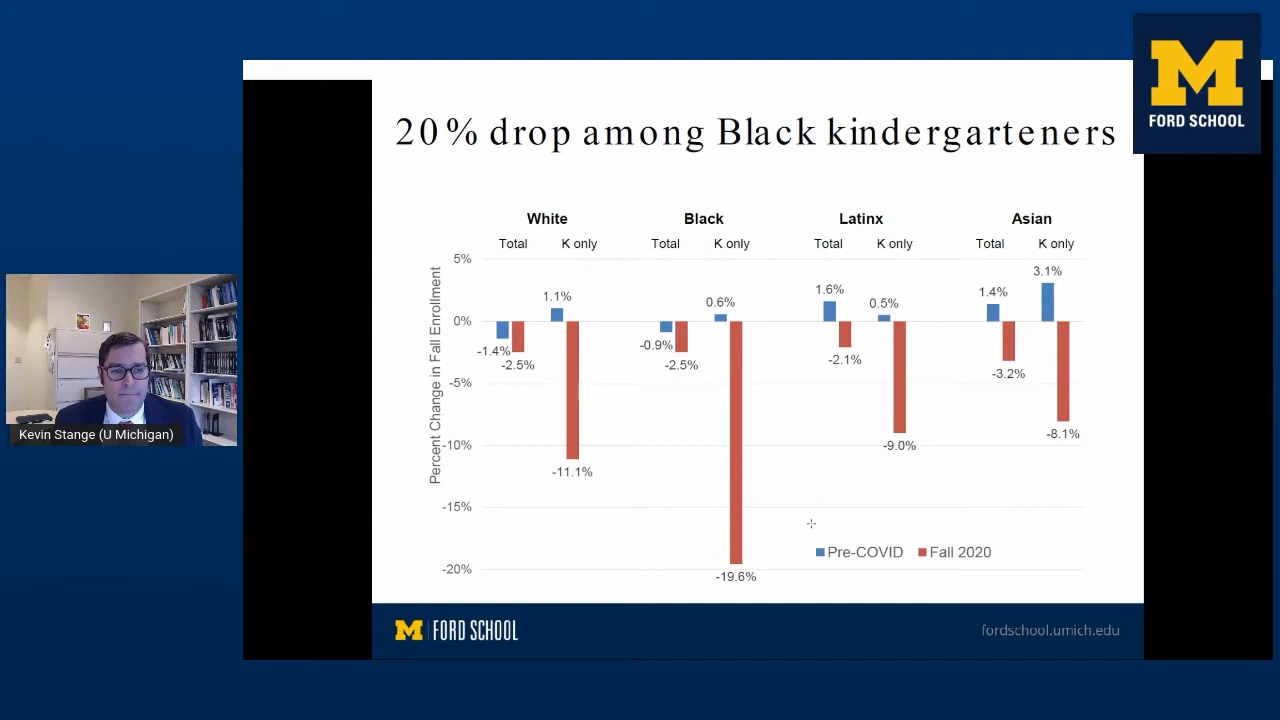 M
FORD SCHOOL
20% drop among Black kindergarteners
White Black Latinx Asian
Total K only Total K only Total K only Total K only
Percent Change in Fall Enrollment
5%
0%
-5%
-10%
-15%
-20%
-1.4% -2.5% 1.1% -11.1%
-0.9% -2.5% 0.6% -19.6%
1.6% -2.1% 0.5% -9.0%
1.4% -3.2% 3.1% -8.1%
Pre-COVID Fall 2020
Kevin Stange (U Michigan)
M FORD SCHOOL
fordschool.umich.edu